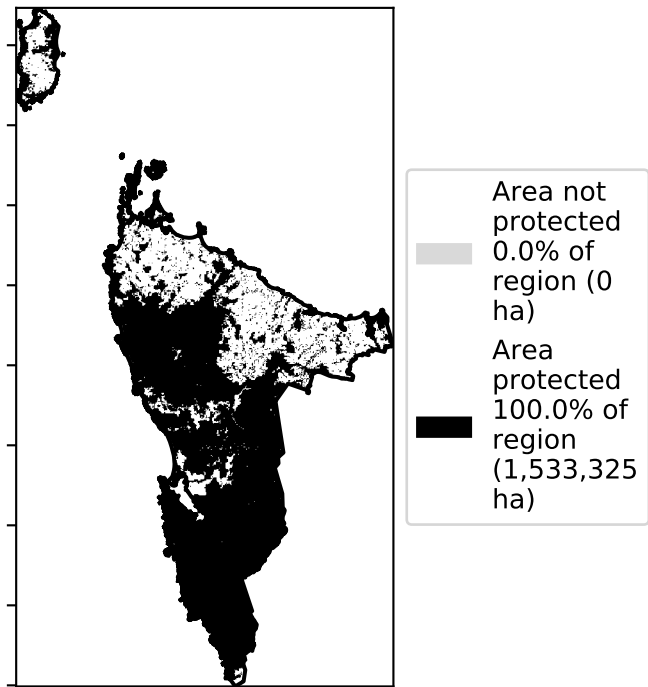 Area not
protected
0.0% of
region (0
ha)
Area
protected
100.0% of
region
(1,533,325
ha)